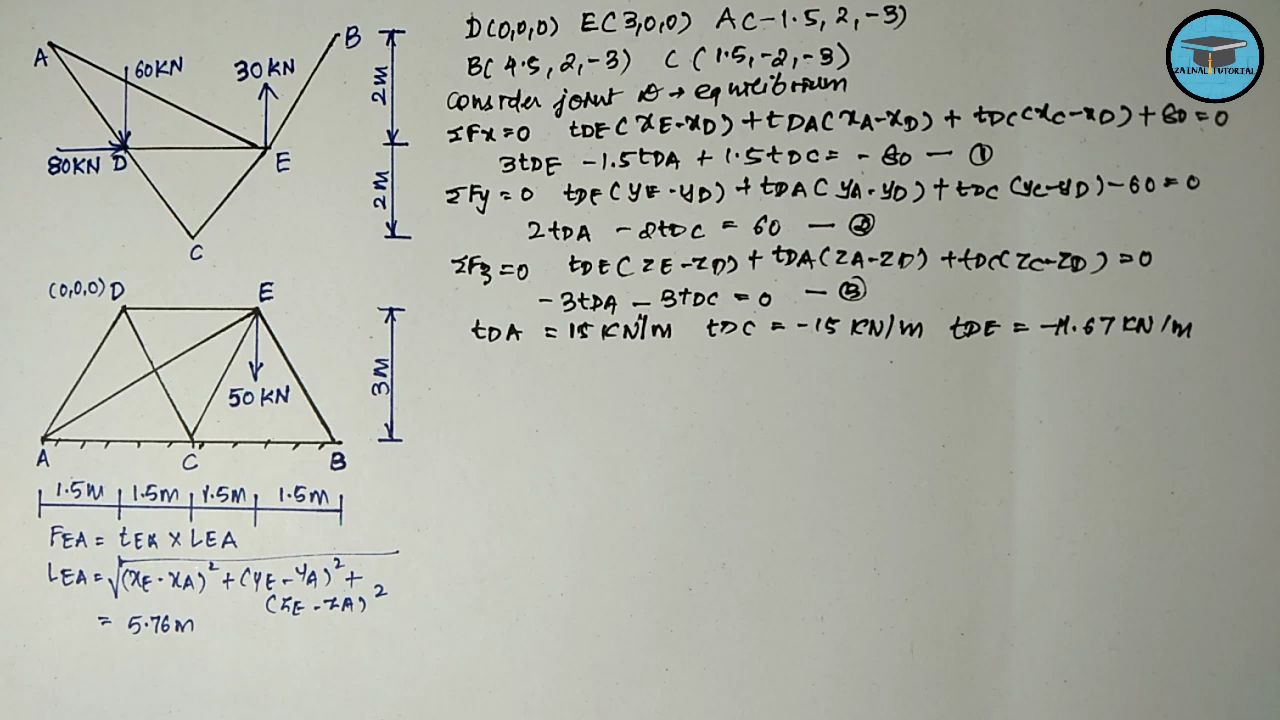 A
B
60KN
30KN
2M
80KN D
E
2M
C
(0,0,0) D
E
50KN
3M
A
C
B
1.5M 1.5M 1.5M 1.5M
FEA = tEA × LEA
LEA = √(xE - xA)² + (yE - yA)² +
(zE - zA)²
= 5.76M
D(0,0,0) E(3,0,0) A(-1.5, 2, -3)
B(4.5, 2, -3) C(1.5, -2, -3)
Consider joint D → equilibrium
ΣFx = 0 tDE(xE - xD) + tDA(xA - xD) + tDC(xC - xD) + 80 = 0
3tDE - 1.5tDA + 1.5tDC = - 80 — ①
ΣFy = 0 tDE(yE - yD) + tDA(yA - yD) + tDC(yC - yD) - 60 = 0
2tDA - 2tDC = 60 — ②
ΣFz = 0 tDE(zE - zD) + tDA(zA - zD) + tDC(zC - zD) = 0
- 3tDA - 3tDC = 0 — ③
tDA = 15 KN/m tDC = -15 KN/m tDE = -11.67 KN/m
ZAINAL TUTORIAL